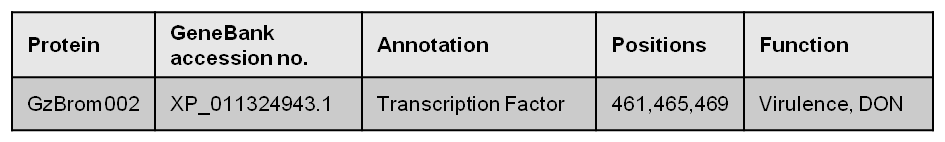 Protein GeneBank accession no. Annotation Positions Function
GzBrom002 XP_011324943.1 Transcription Factor 461,465,469 Virulence, DON